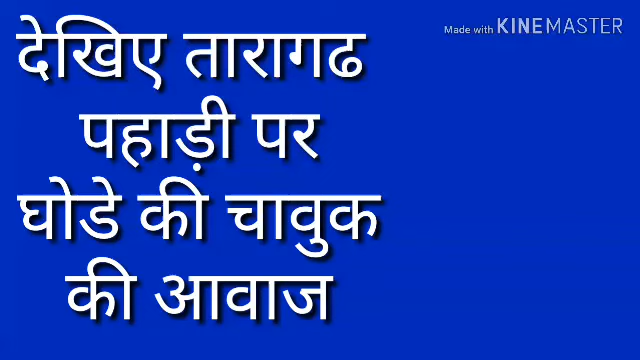 Made with KINEMASTER
देखिए तारागढ
पहाड़ी पर
घोडे की चावुक
की आवाज